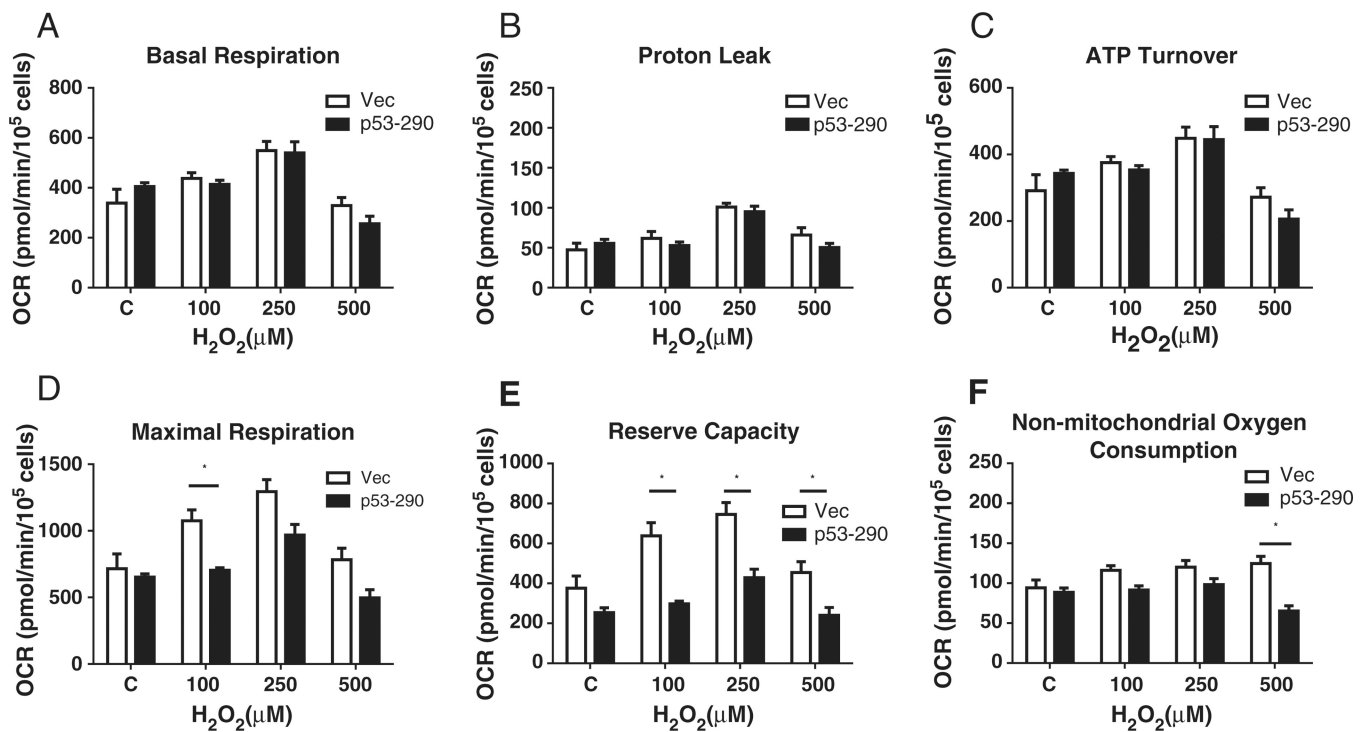 A
Basal Respiration
OCR (pmol/min/10⁵ cells)
800
600
400
200
0
Vec
p53-290
C 100 250 500
H₂O₂(μM)
B
Proton Leak
OCR (pmol/min/10⁵ cells)
250
200
150
100
50
0
Vec
p53-290
C 100 250 500
H₂O₂(μM)
C
ATP Turnover
OCR (pmol/min/10⁵ cells)
600
400
200
0
Vec
p53-290
C 100 250 500
H₂O₂(μM)
D
Maximal Respiration
OCR (pmol/min/10⁵ cells)
1500
1000
500
0
*
Vec
p53-290
C 100 250 500
H₂O₂(μM)
E
Reserve Capacity
OCR (pmol/min/10⁵ cells)
1000
800
600
400
200
0
* * *
Vec
p53-290
C 100 250 500
H₂O₂(μM)
F
Non-mitochondrial Oxygen
Consumption
OCR (pmol/min/10⁵ cells)
250
200
150
100
50
0
Vec
p53-290
*
C 100 250 500
H₂O₂(μM)